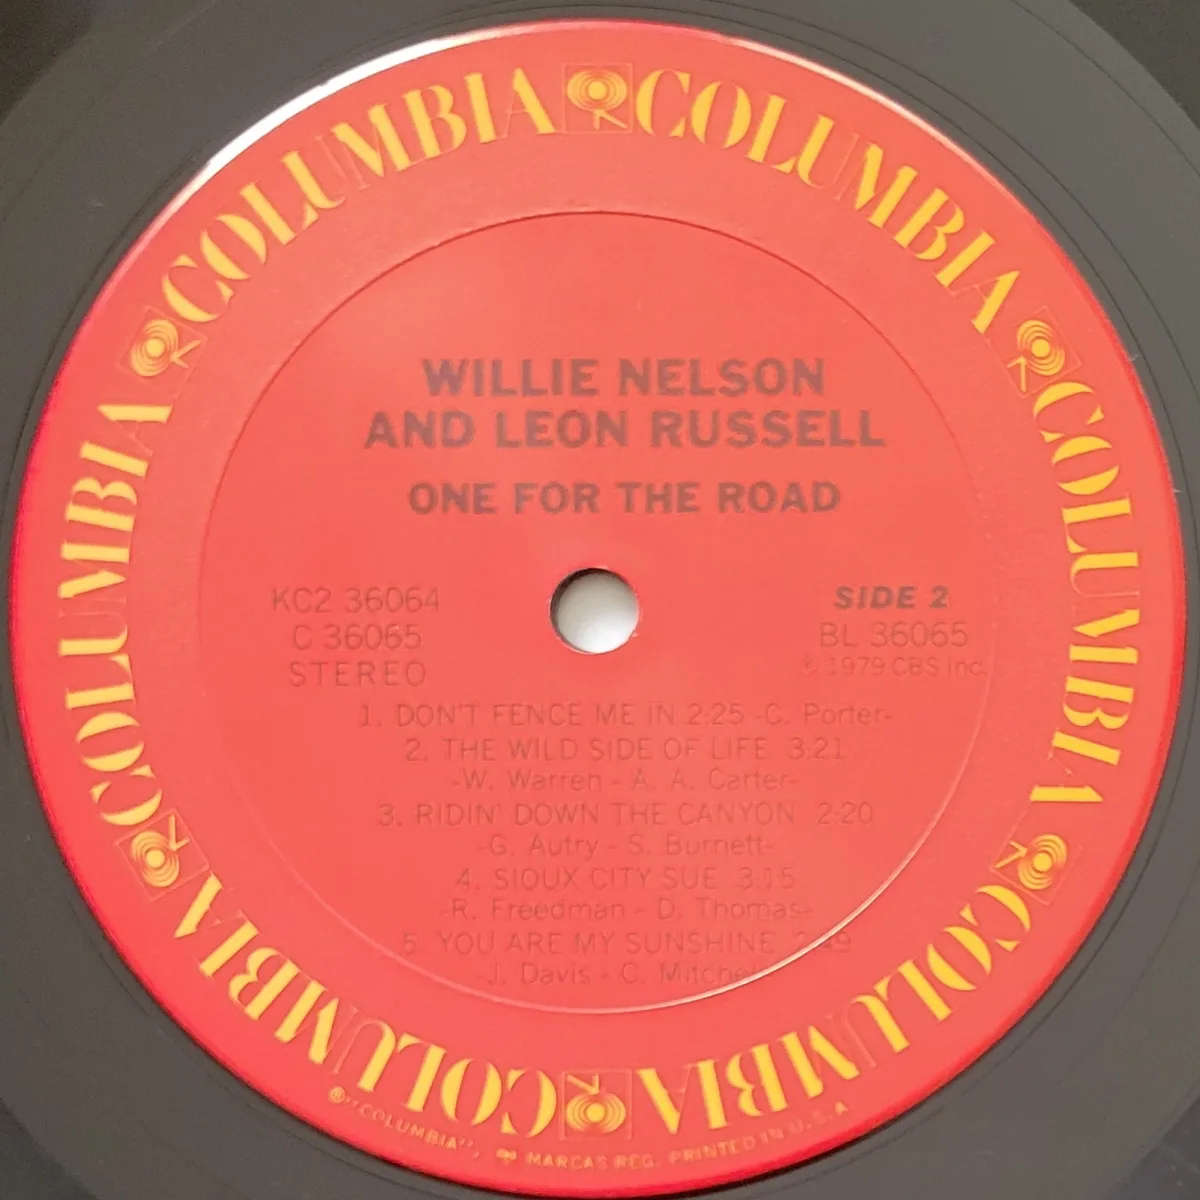 COLUMBIA COLUMBIA COLUMBIA COLUMBIA COLUMBIA COLUMBIA
WILLIE NELSON
AND LEON RUSSELL
ONE FOR THE ROAD
KC2 36064
C 36065
STEREO
SIDE 2
BL 36065
℗ 1979 CBS Inc.
1. DON'T FENCE ME IN 2:25 -C. Porter-
2. THE WILD SIDE OF LIFE 3:21
-W. Warren - A. A. Carter-
3. RIDIN' DOWN THE CANYON 2:20
-G. Autry - S. Burnett-
4. SIOUX CITY SUE 3:15
-R. Freedman - D. Thomas-
5. YOU ARE MY SUNSHINE
-J. Davis - C. Mitchell
®"COLUMBIA", MARCAS REG. PRINTED IN U.S.A